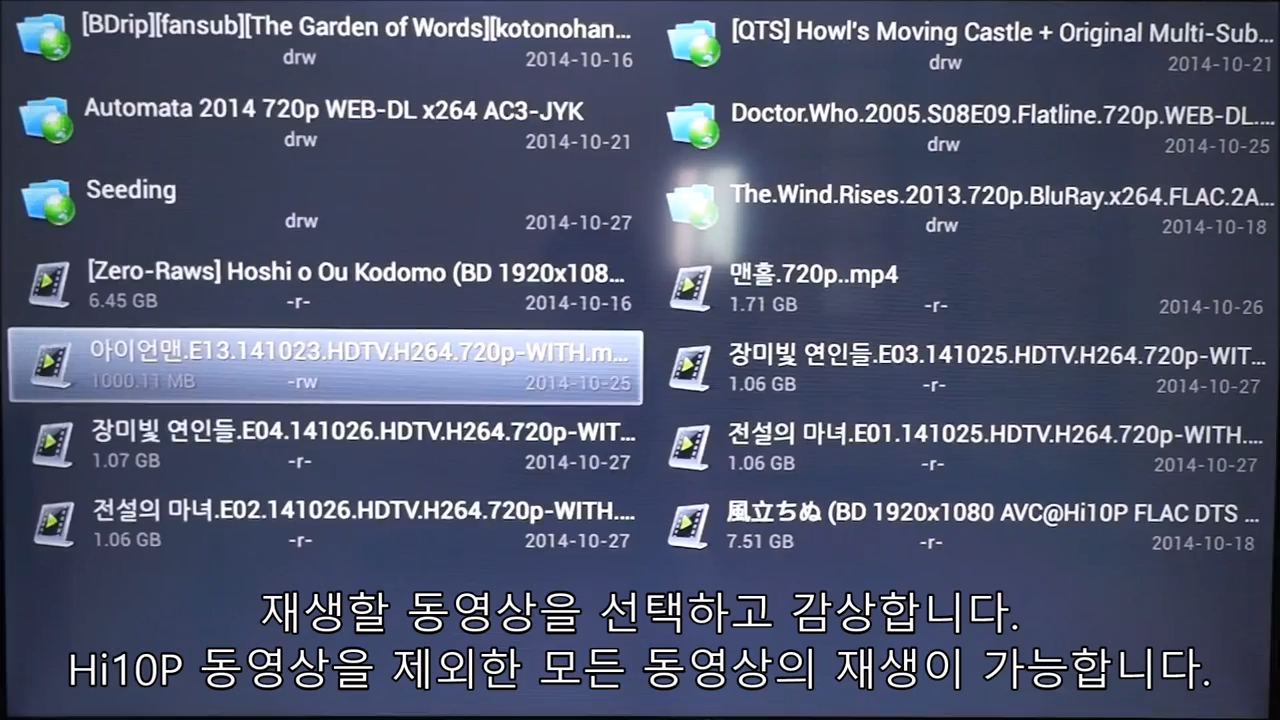 [BDrip][fansub][The Garden of Words][kotonohan...
drw 2014-10-16
[QTS] Howl's Moving Castle + Original Multi-Sub...
drw 2014-10-21
Automata 2014 720p WEB-DL x264 AC3-JYK
drw 2014-10-21
Doctor.Who.2005.S08E09.Flatline.720p.WEB-DL....
drw 2014-10-25
Seeding
drw 2014-10-27
The.Wind.Rises.2013.720p.BluRay.x264.FLAC.2A...
drw 2014-10-18
[Zero-Raws] Hoshi o Ou Kodomo (BD 1920x108...
6.45 GB -r- 2014-10-16
맨홀.720p..mp4
1.71 GB -r- 2014-10-26
아이언맨.E13.141023.HDTV.H264.720p-WITH.m...
1000.11 MB -rw 2014-10-25
장미빛 연인들.E03.141025.HDTV.H264.720p-WIT...
1.06 GB -r- 2014-10-27
장미빛 연인들.E04.141026.HDTV.H264.720p-WIT...
1.07 GB -r- 2014-10-27
전설의 마녀.E01.141025.HDTV.H264.720p-WITH....
1.06 GB -r- 2014-10-27
전설의 마녀.E02.141026.HDTV.H264.720p-WITH....
1.06 GB -r- 2014-10-27
風立ちぬ (BD 1920x1080 AVC@Hi10P FLAC DTS ...
7.51 GB -r- 2014-10-18
재생할 동영상을 선택하고 감상합니다.
Hi10P 동영상을 제외한 모든 동영상의 재생이 가능합니다.